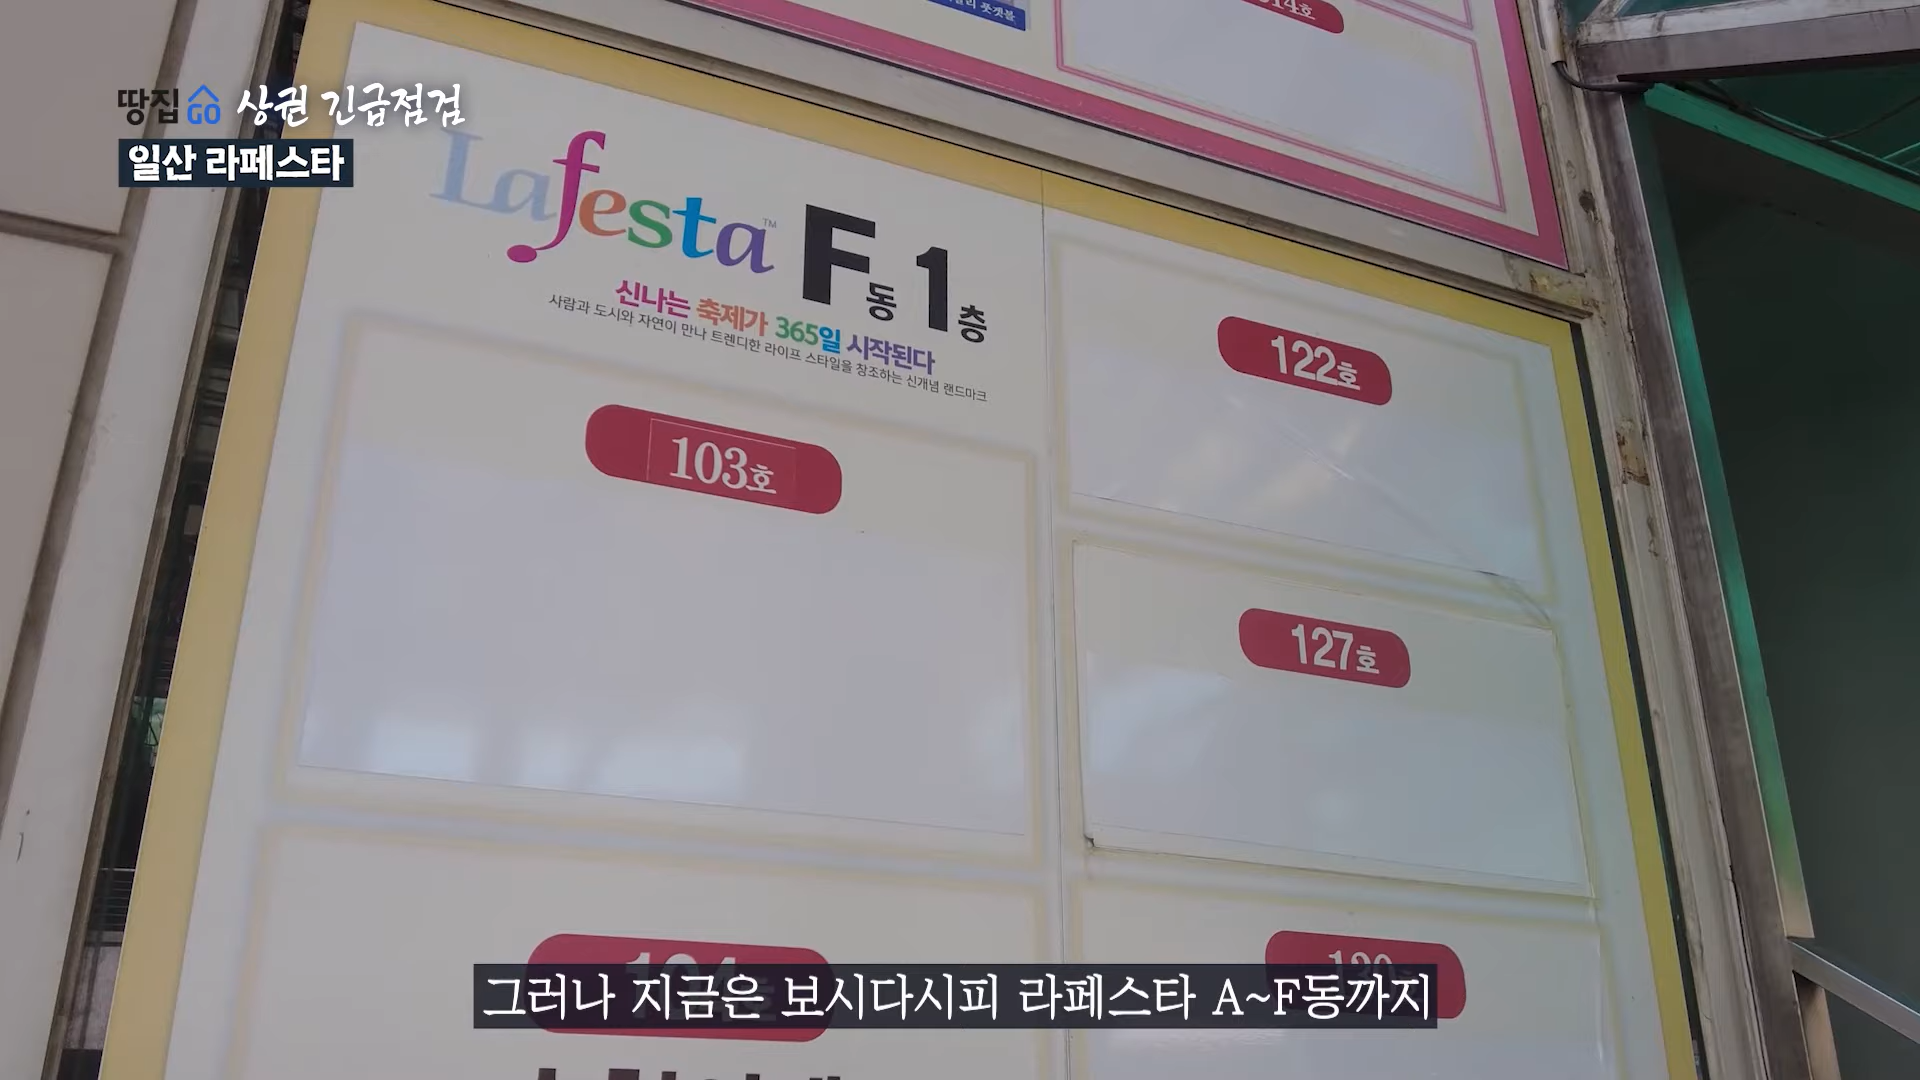 땅집GO 상권 긴급점검
일산 라페스타
Lafesta™ F동 1층
신나는 축제가 365일 시작된다
사람과 도시와 자연이 만나 트렌디한 라이프 스타일을 창조하는 신개념 랜드마크
122호
103호
127호
그러나 지금은 보시다시피 라페스타 A~F동까지